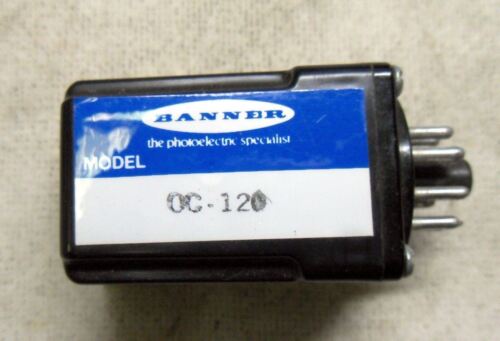 BANNER
the photoelectric specialist
MODEL
OC-120